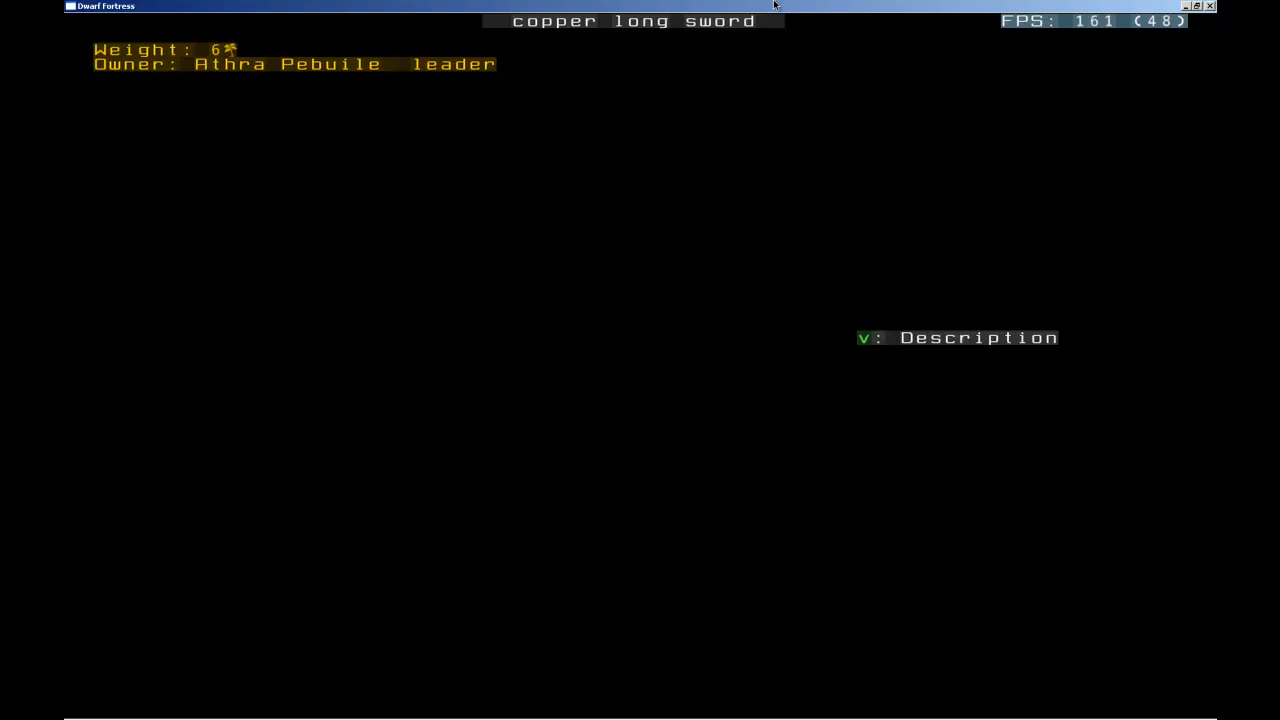 Dwarf Fortress
copper long sword
FPS: 161 (48)
Weight: 6
Owner: Athra Pebuile leader
v: Description